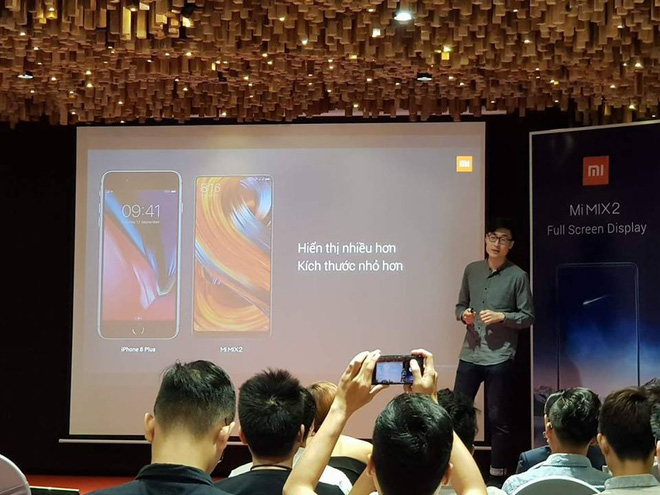 mi
09:41
Hiển thị nhiều hơn
Kích thước nhỏ hơn
iPhone 8 Plus
Mi MIX2
mi
Mi MIX2
Full Screen Display